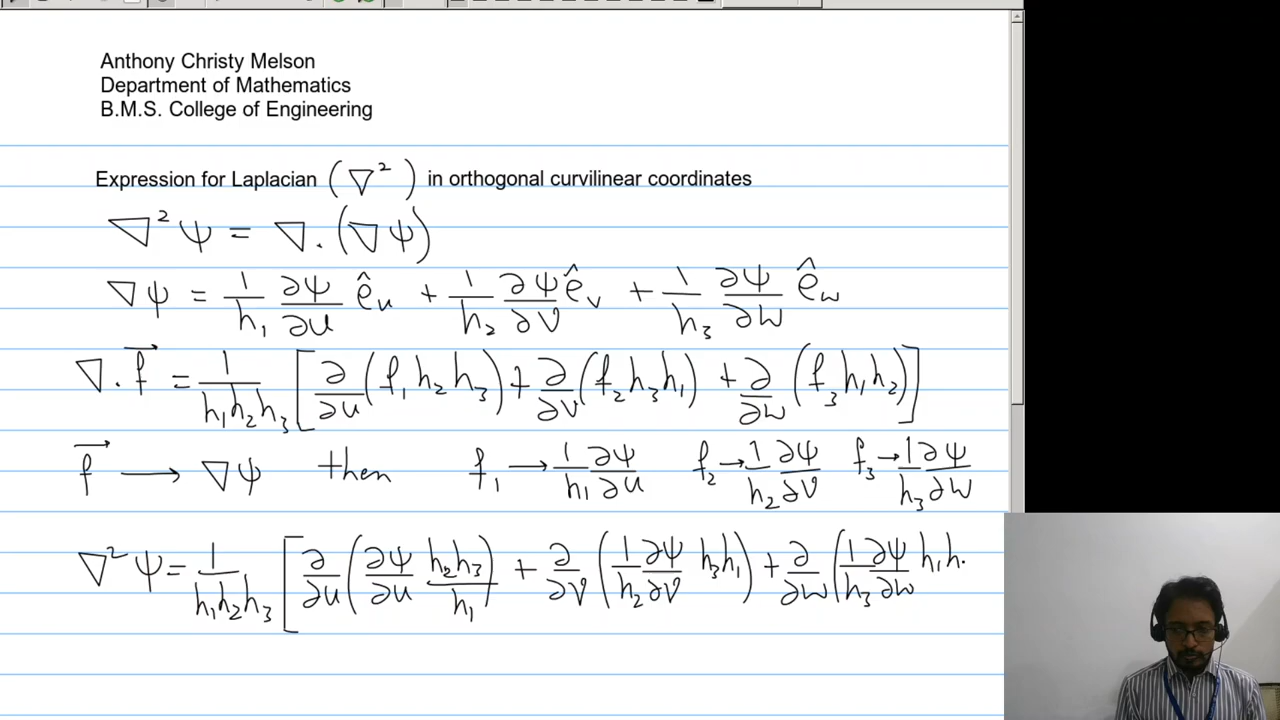 Anthony Christy Melson
Department of Mathematics
B.M.S. College of Engineering
Expression for Laplacian (∇²) in orthogonal curvilinear coordinates
∇²ψ = ∇.(∇ψ)
∇ψ = 1/h₁ ∂ψ/∂u ê_u + 1/h₂ ∂ψ/∂v ê_v + 1/h₃ ∂ψ/∂w ê_w
∇.f⃗ = 1/(h₁h₂h₃) [∂/∂u (f₁h₂h₃) + ∂/∂v (f₂h₃h₁) + ∂/∂w (f₃h₁h₂)]
f⃗ → ∇ψ then f₁ → 1/h₁ ∂ψ/∂u f₂ → 1/h₂ ∂ψ/∂v f₃ → 1/h₃ ∂ψ/∂w
∇²ψ = 1/(h₁h₂h₃) [∂/∂u (∂ψ/∂u h₂h₃/h₁) + ∂/∂v (1/h₂ ∂ψ/∂v h₃h₁) + ∂/∂w (1/h₃ ∂ψ/∂w h₁h